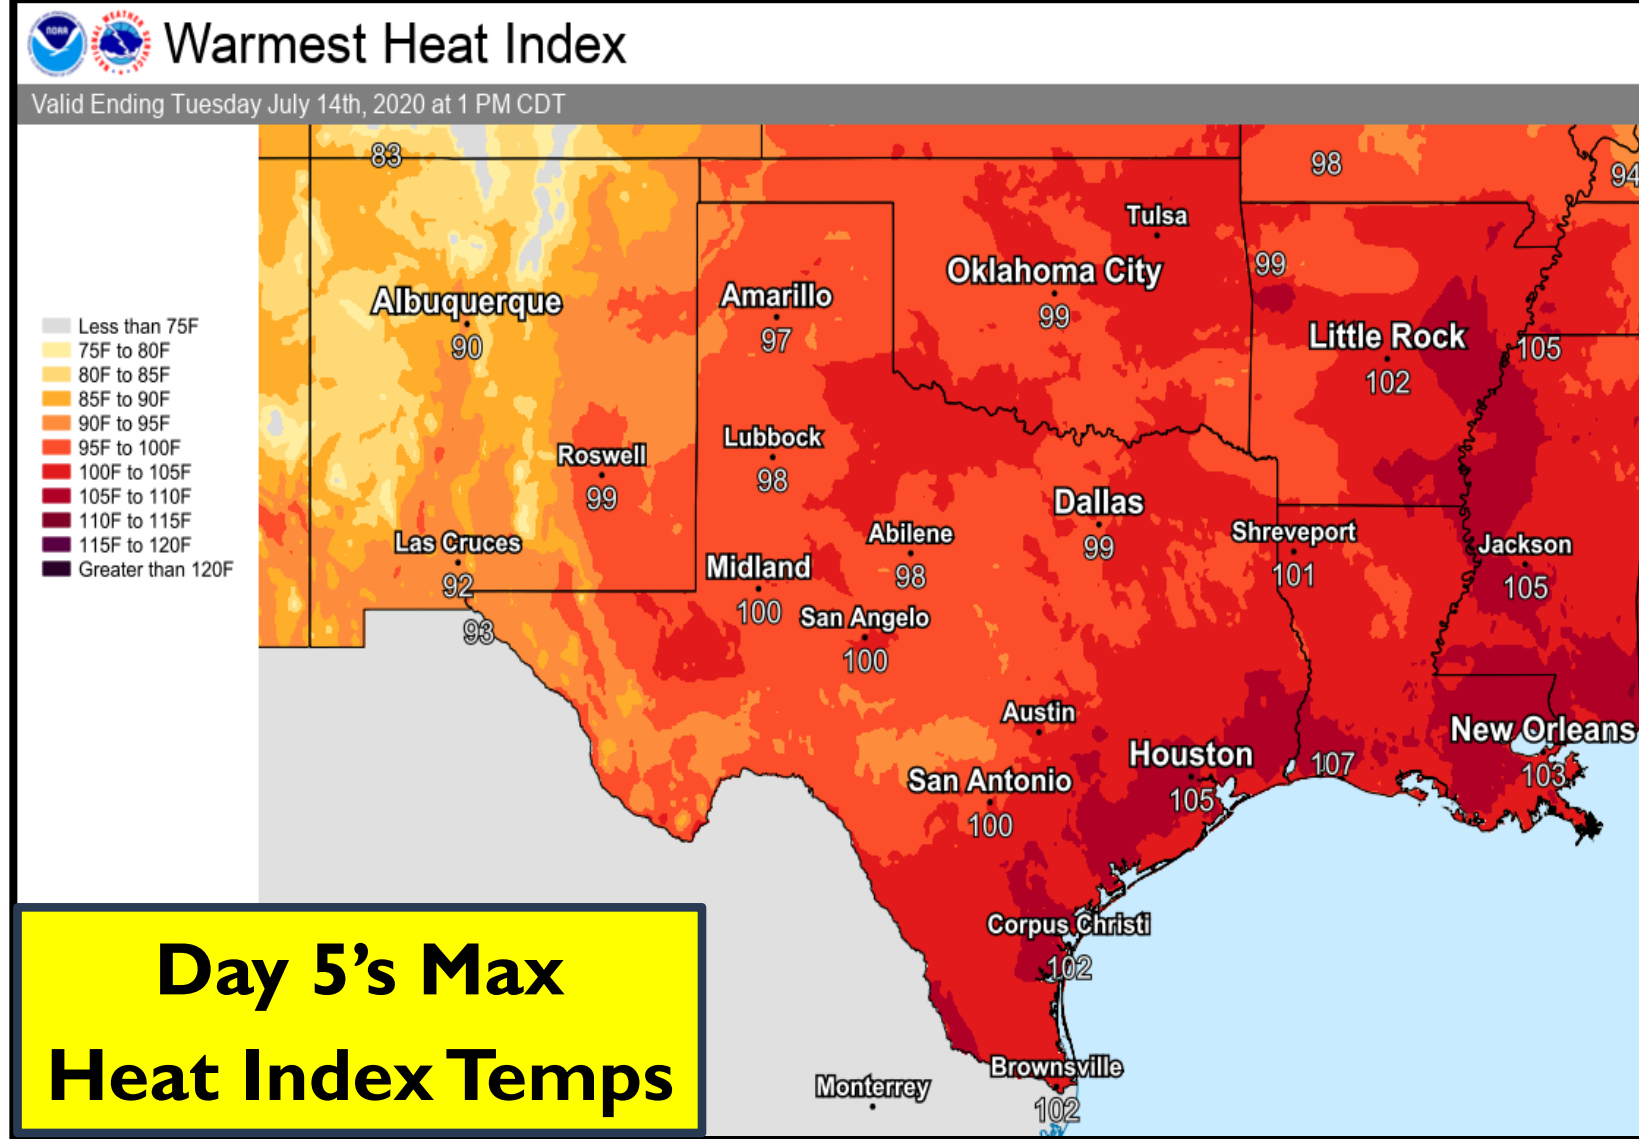 NOAA
NATIONAL WEATHER SERVICE
Warmest Heat Index
Valid Ending Tuesday July 14th, 2020 at 1 PM CDT
83
98
94
Tulsa
Oklahoma City
99
99
Albuquerque
90
Amarillo
97
Little Rock
102
105
Less than 75F
75F to 80F
80F to 85F
85F to 90F
90F to 95F
95F to 100F
100F to 105F
105F to 110F
110F to 115F
115F to 120F
Greater than 120F
Roswell
99
Lubbock
98
Dallas
99
Las Cruces
92
93
Midland
100
Abilene
98
San Angelo
100
Shreveport
101
Jackson
105
Austin
Houston
105
107
New Orleans
103
San Antonio
100
Corpus Christi
102
Brownsville
102
Monterrey
Day 5’s Max
Heat Index Temps